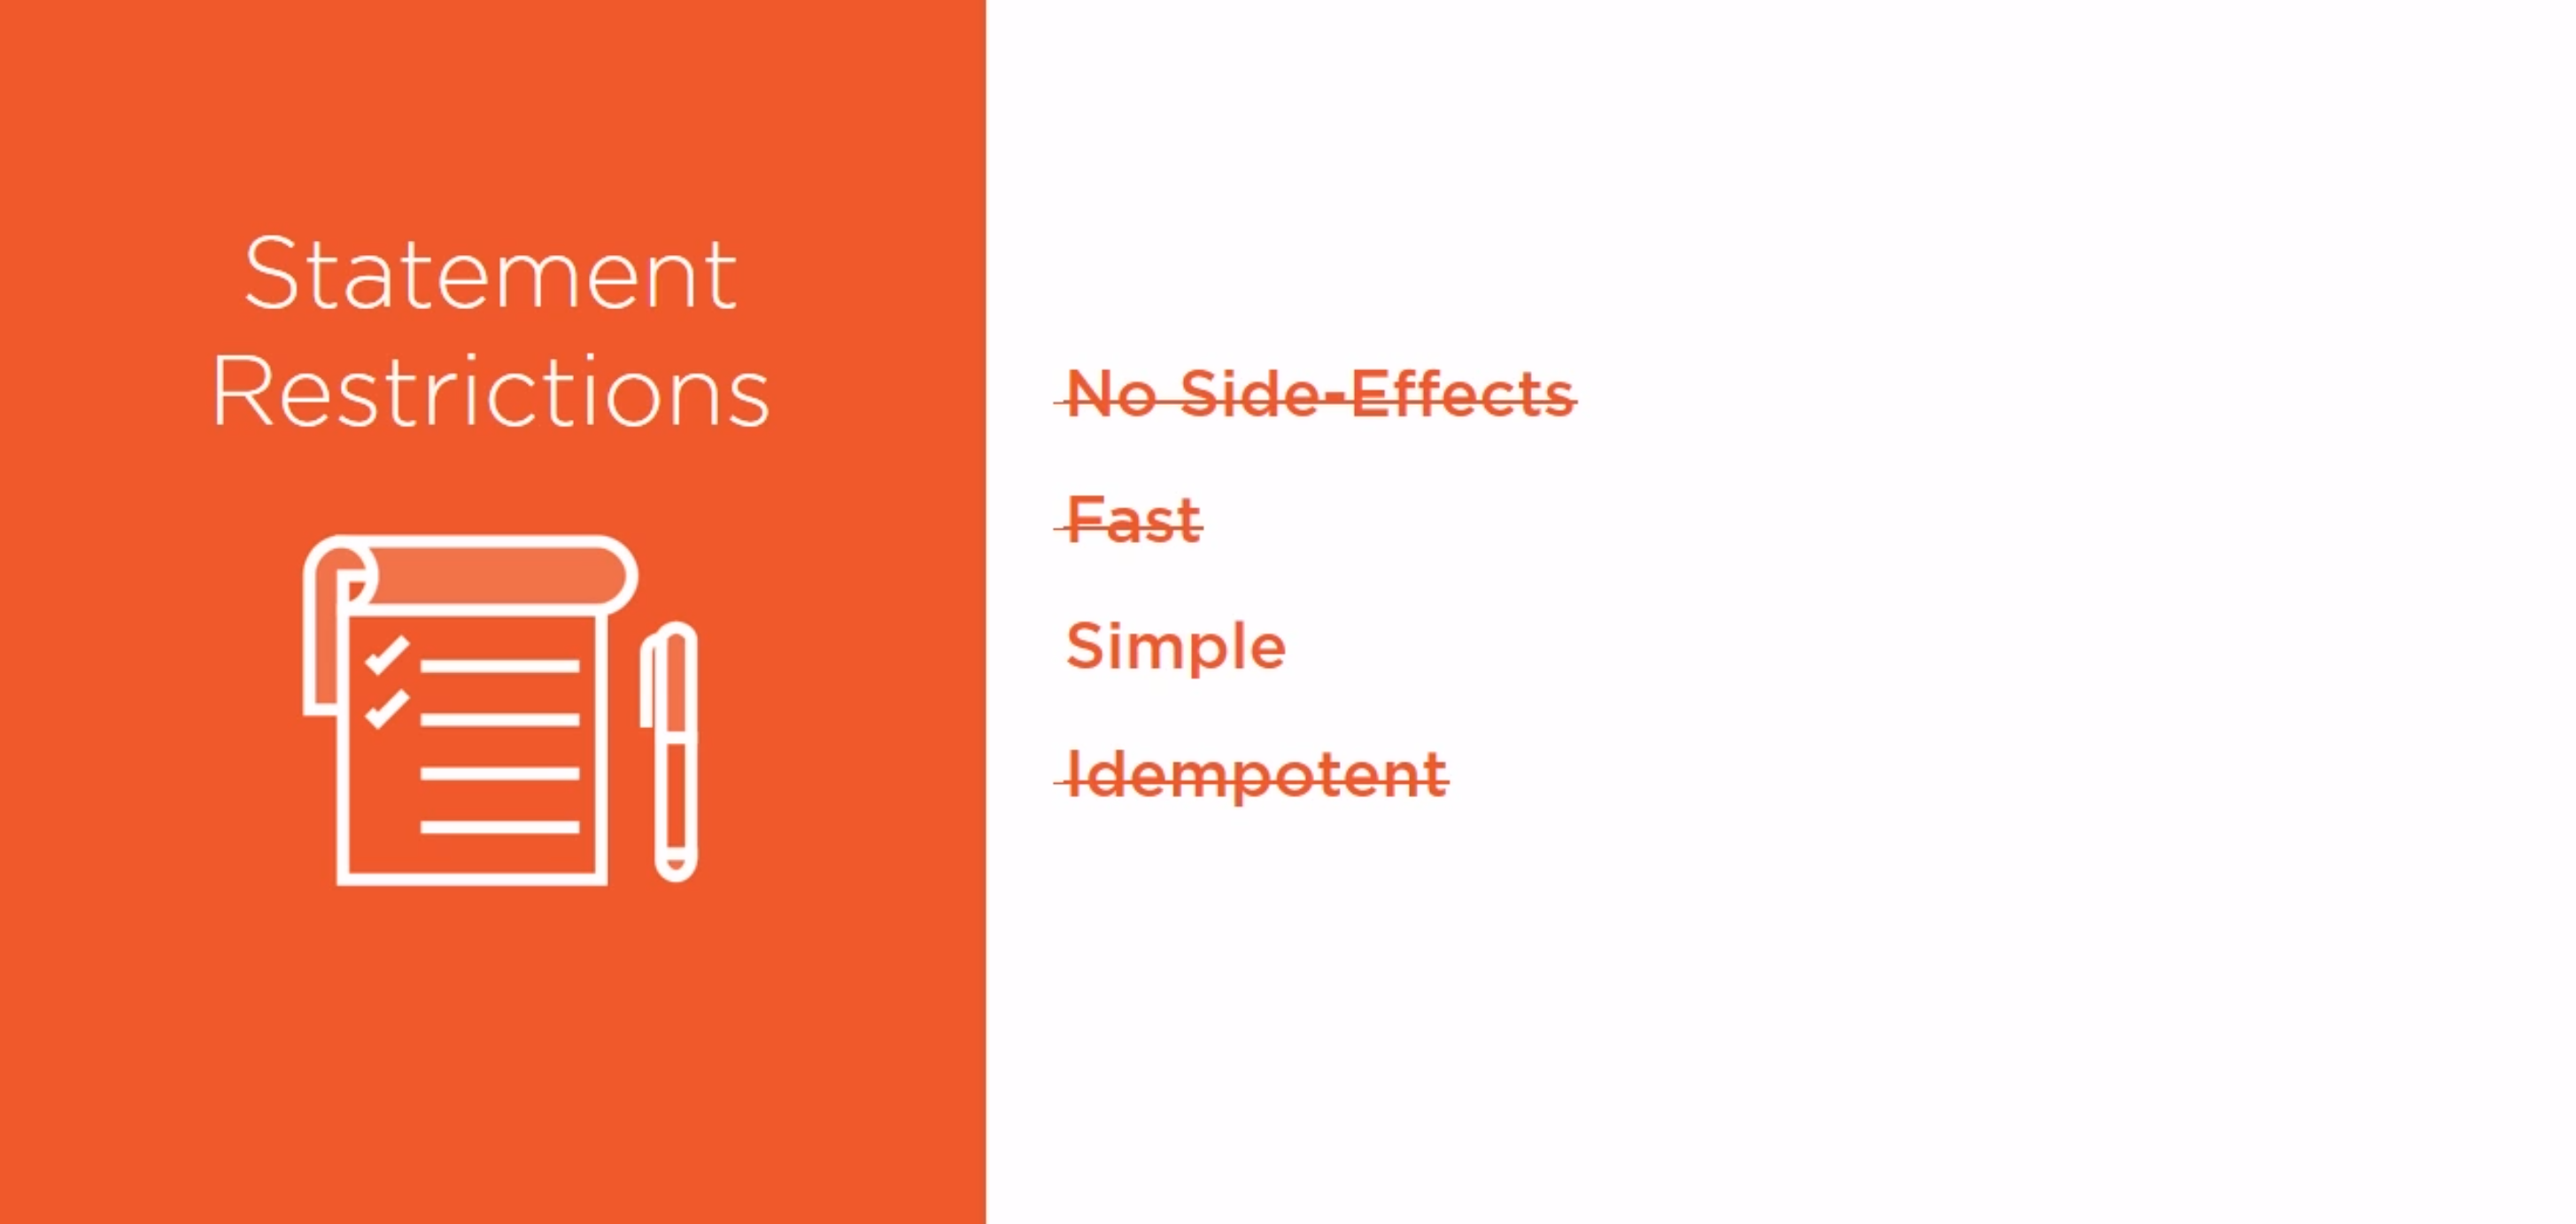 Statement
Restrictions
No Side-Effects
Fast
Simple
Idempotent